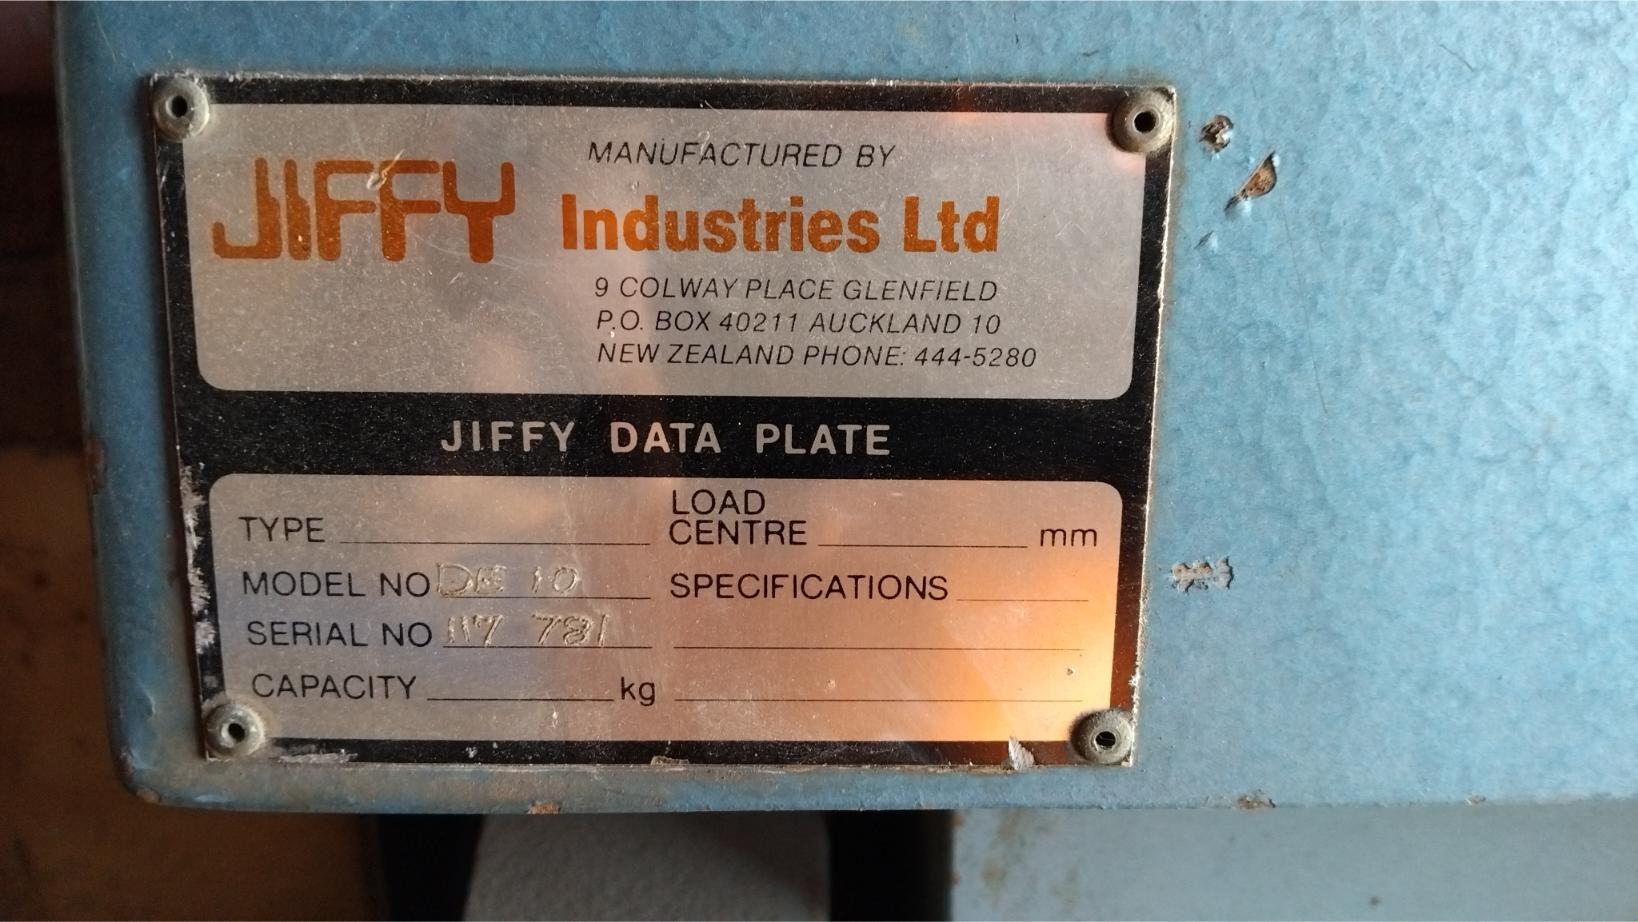 JIFFY
MANUFACTURED BY
Industries Ltd
9 COLWAY PLACE GLENFIELD
P.O. BOX 40211 AUCKLAND 10
NEW ZEALAND PHONE: 444-5280
JIFFY DATA PLATE
TYPE
LOAD
CENTRE mm
MODEL NO DE 10
SPECIFICATIONS
SERIAL NO 117 781
CAPACITY kg